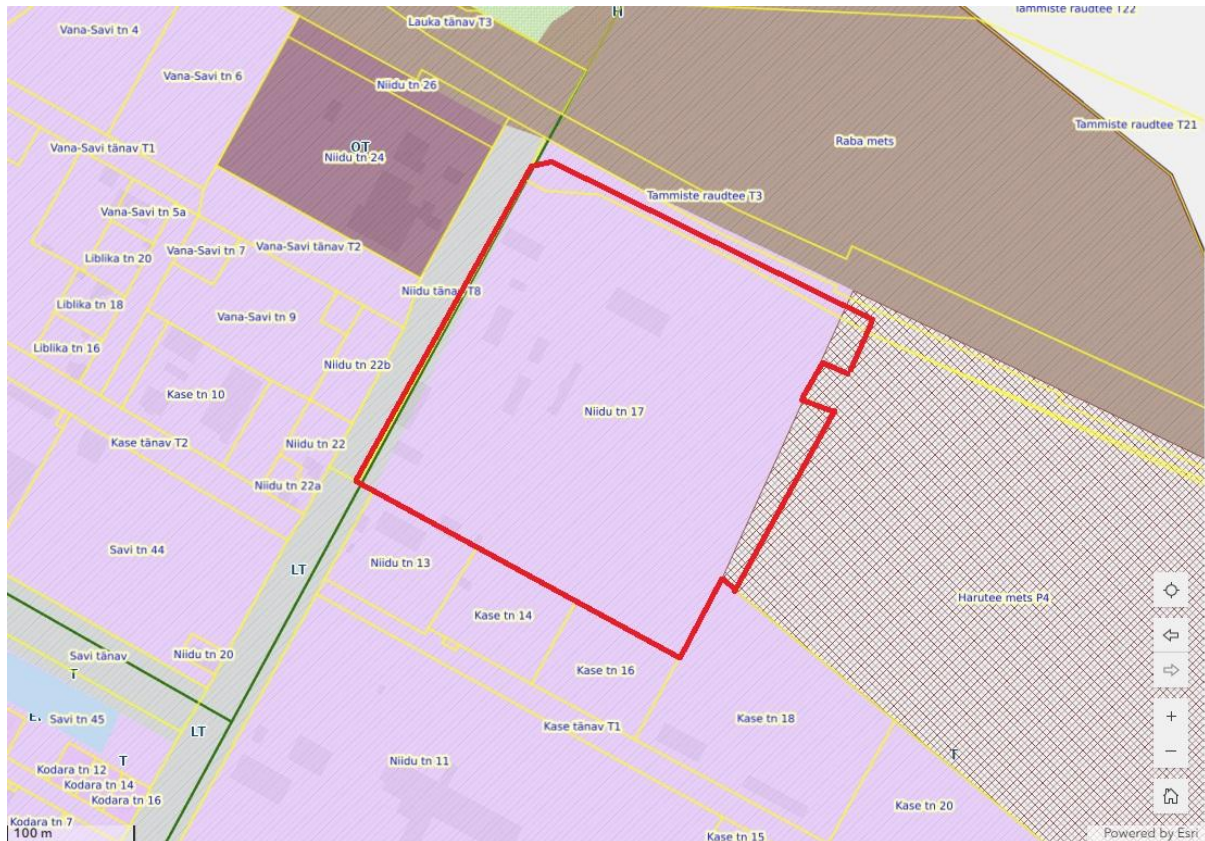 H
Tammiste raudtee T22
Lauka tänav T3
Vana-Savi tn 4
Vana-Savi tn 6
Niidu tn 26
Tammiste raudtee T21
Raba mets
OT
Niidu tn 24
Vana-Savi tänav T1
Tammiste raudtee T3
Vana-Savi tn 5a
Vana-Savi tn 7
Vana-Savi tänav T2
Liblika tn 20
Niidu tänav T8
Liblika tn 18
Vana-Savi tn 9
Liblika tn 16
Niidu tn 22b
Kase tn 10
Niidu tn 17
Kase tänav T2
Niidu tn 22
Niidu tn 22a
Savi tn 44
Niidu tn 13
LT
Harutee mets P4
Kase tn 14
Savi tänav
Niidu tn 20
T
Kase tn 16
Savi tn 45
Kase tn 18
Kase tänav T1
LT
T
T
Niidu tn 11
Kodara tn 12
Kodara tn 14
Kodara tn 16
Kase tn 20
Kodara tn 7
100 m
Kase tn 15
Powered by Esri